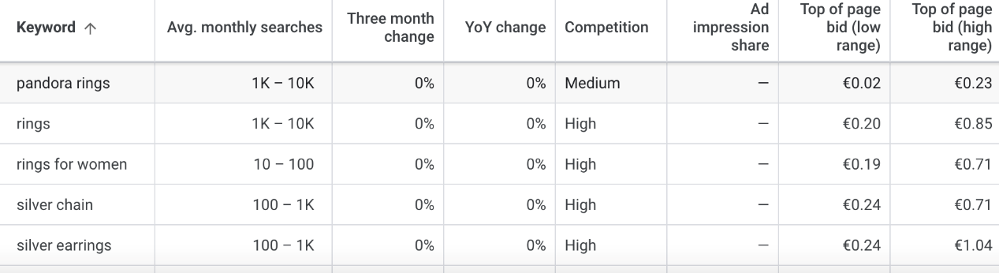 Keyword ↑ Avg. monthly searches Three month change YoY change Competition Ad impression share Top of page bid (low range) Top of page bid (high range)
pandora rings 1K – 10K 0% 0% Medium — €0.02 €0.23
rings 1K – 10K 0% 0% High — €0.20 €0.85
rings for women 10 – 100 0% 0% High — €0.19 €0.71
silver chain 100 – 1K 0% 0% High — €0.24 €0.71
silver earrings 100 – 1K 0% 0% High — €0.24 €1.04